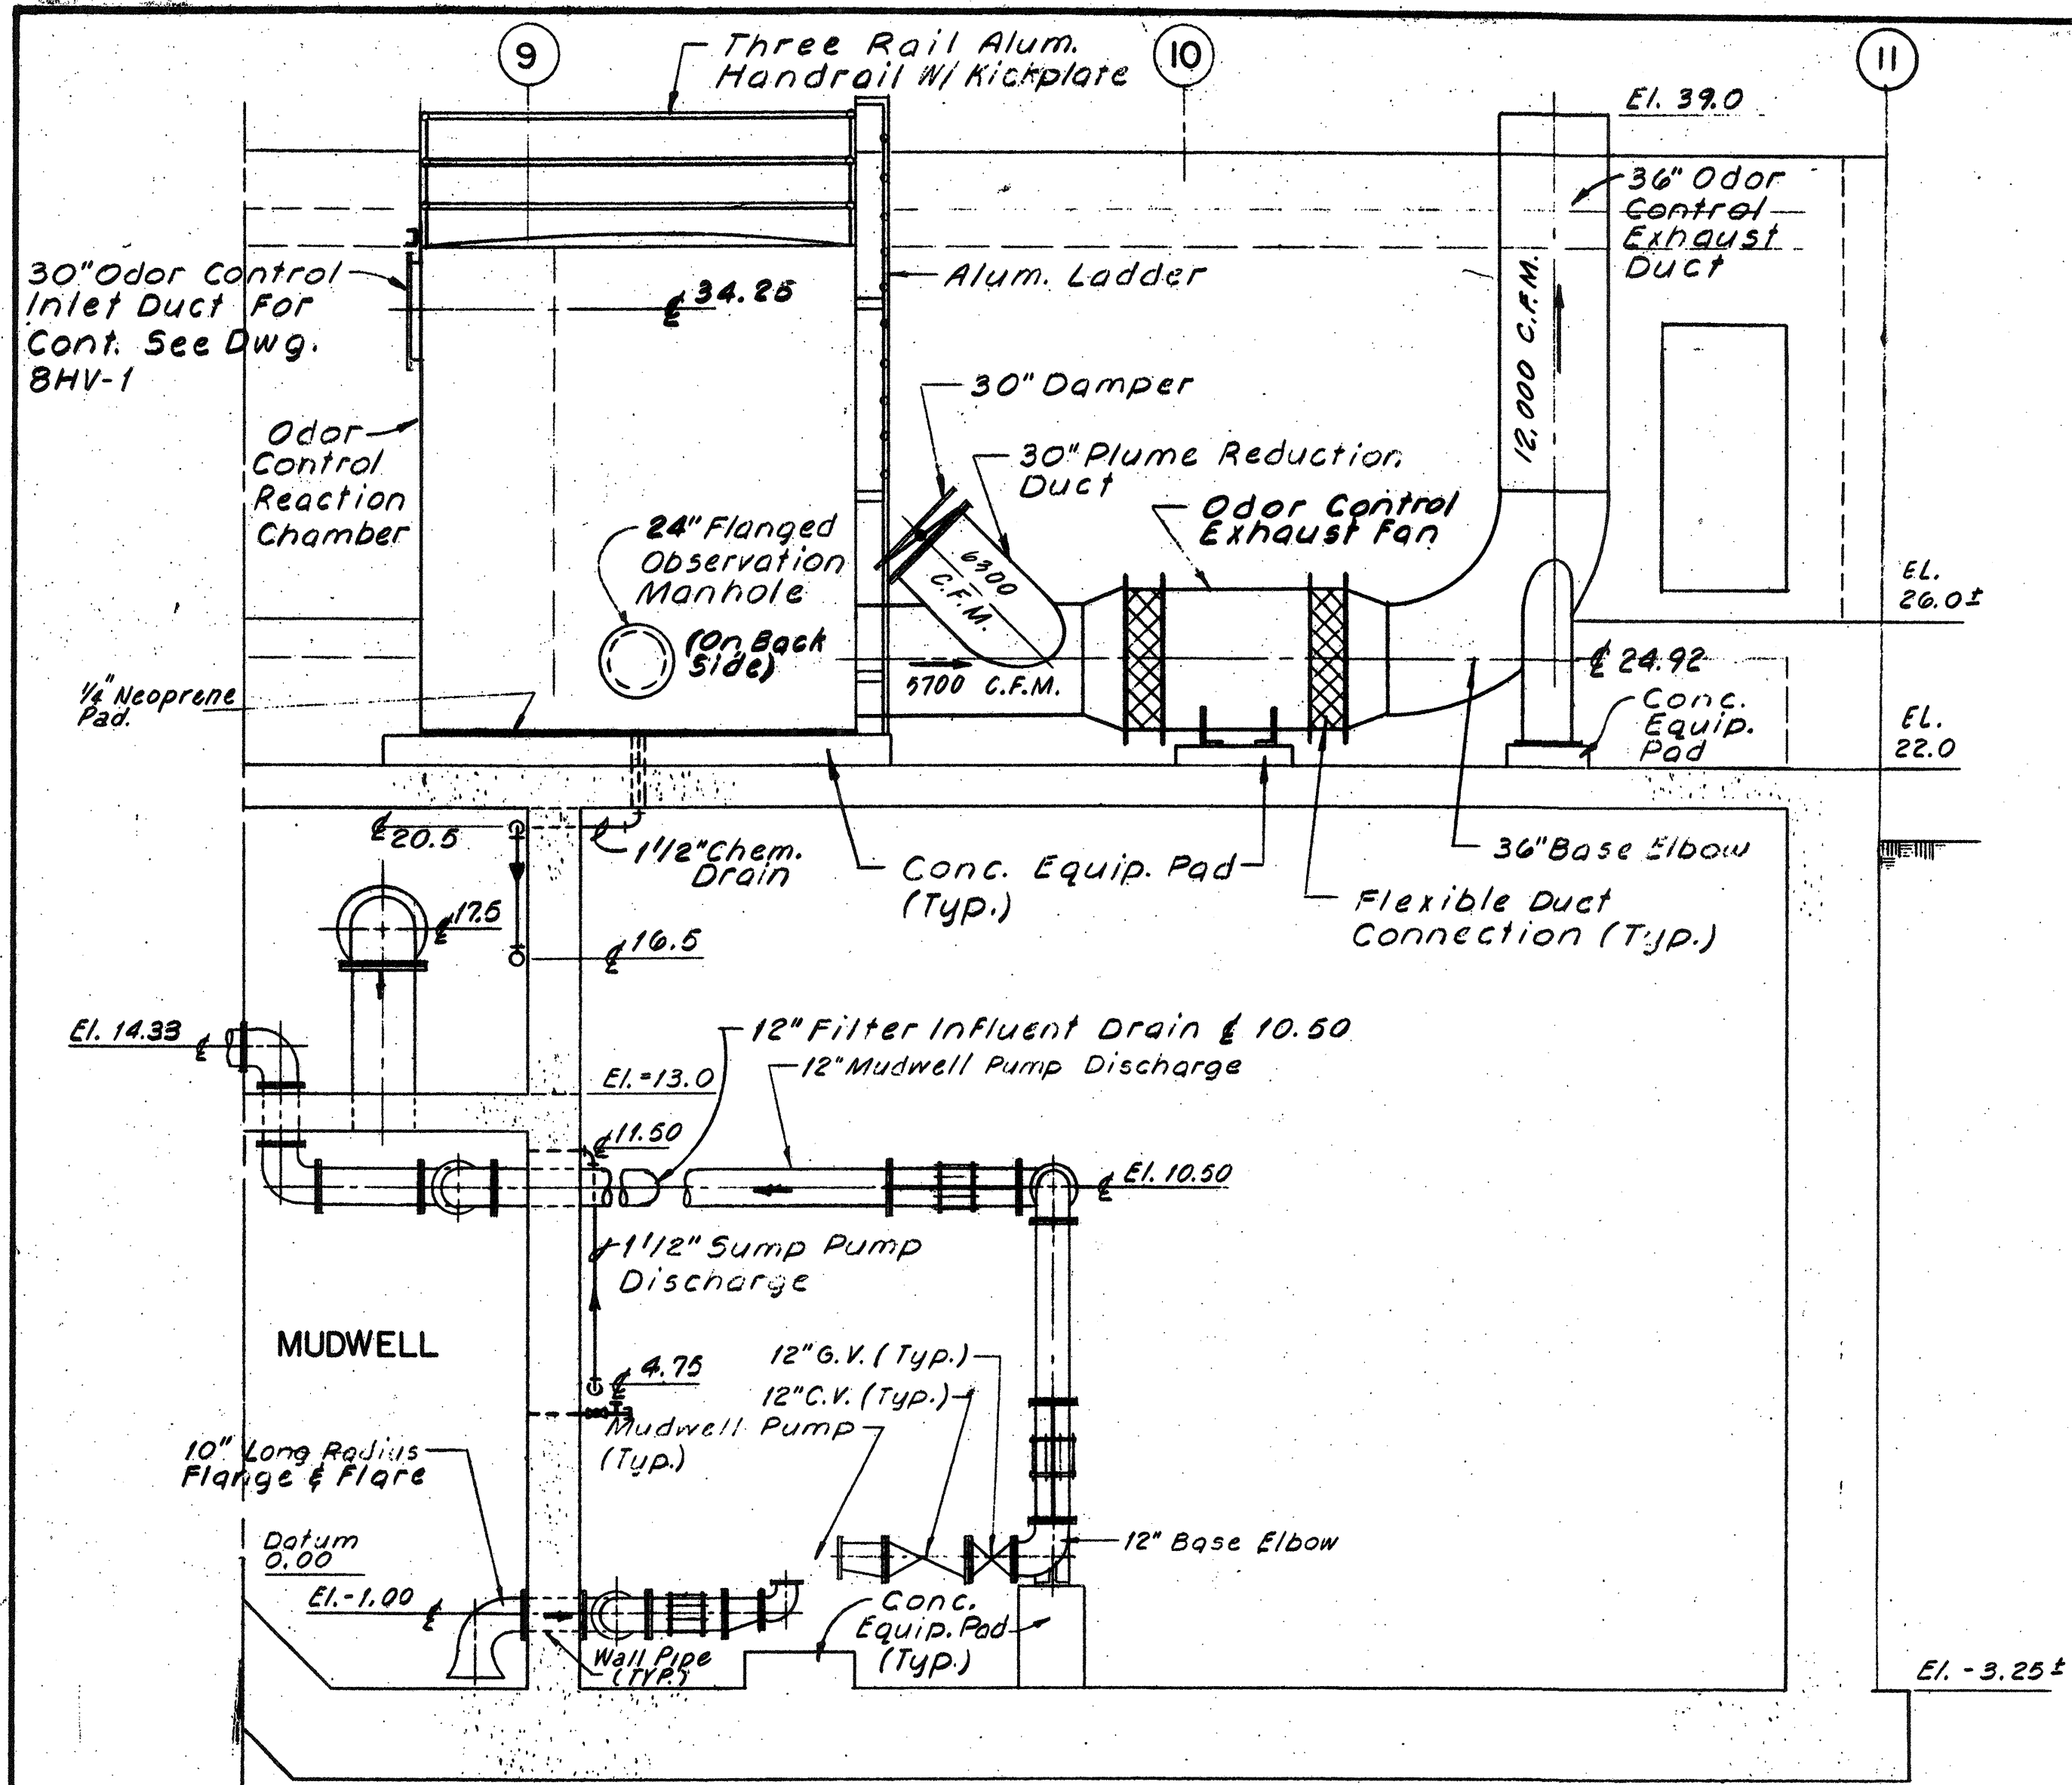 9
Three Rail Alum.
Handrail W/ Kickplate
10
11
El. 39.0
36" Odor
Control
Exhaust
Duct
30" Odor Control
Inlet Duct For
Cont. See Dwg.
8HV-1
℄ 34.25
Alum. Ladder
12,000 C.F.M.
30" Damper
Odor
Control
Reaction
Chamber
30" Plume Reduction
Duct
Odor Control
Exhaust Fan
24" Flanged
Observation
Manhole
(On Back
Side)
6300
C.F.M.
EL.
26.0±
5700 C.F.M.
℄ 24.92
1/4" Neoprene
Pad.
Conc.
Equip.
Pad
EL.
22.0
℄ 20.5
1 1/2" Chem.
Drain
Conc. Equip. Pad
(Typ.)
36" Base Elbow
Flexible Duct
Connection (Typ.)
℄ 17.5
℄ 16.5
El. 14.33 ℄
12" Filter Influent Drain ℄ 10.50
12" Mudwell Pump Discharge
El.=13.0
℄ 11.50
℄ El. 10.50
1 1/2" Sump Pump
Discharge
MUDWELL
℄ 4.75
12" G.V. (Typ.)
12" C.V. (Typ.)
Mudwell Pump
(Typ.)
10" Long Radius
Flange & Flare
Datum
0.00
12" Base Elbow
El. -1.00 ℄
Conc.
Equip. Pad
(Typ.)
Wall Pipe
(TYP.)
El. -3.25±